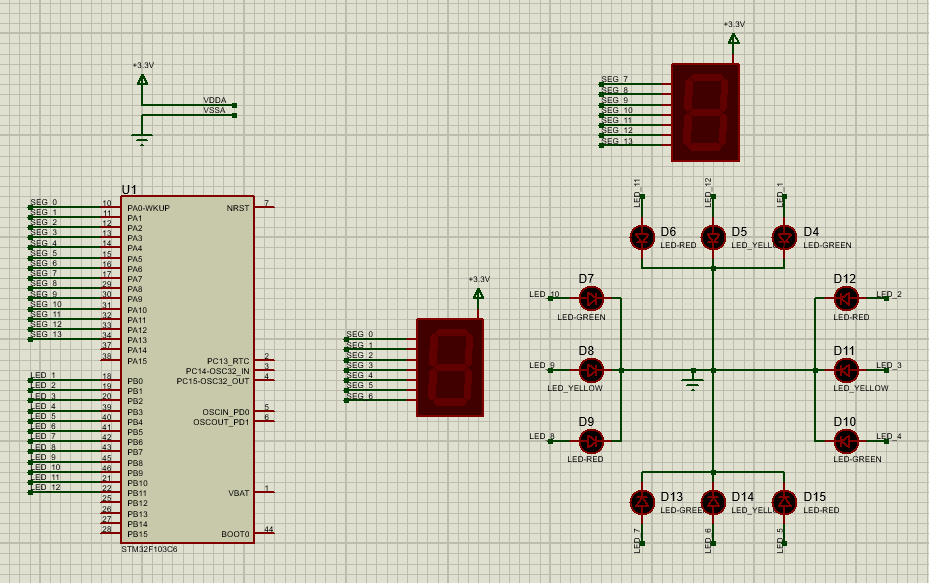 +3.3V
SEG_7
SEG_8
SEG_9
SEG_10
SEG_11
SEG_12
SEG_13
+3.3V
VDDA
VSSA
U1
SEG_0 10 PA0-WKUP
SEG_1 11 PA1
SEG_2 12 PA2
SEG_3 13 PA3
SEG_4 14 PA4
SEG_5 15 PA5
SEG_6 16 PA6
SEG_7 17 PA7
SEG_8 29 PA8
SEG_9 30 PA9
SEG_10 31 PA10
SEG_11 32 PA11
SEG_12 33 PA12
SEG_13 34 PA13
37 PA14
38 PA15
LED_1 18 PB0
LED_2 19 PB1
LED_3 20 PB2
LED_4 39 PB3
LED_5 40 PB4
LED_6 41 PB5
LED_7 42 PB6
LED_8 43 PB7
LED_9 45 PB8
LED_10 46 PB9
LED_11 21 PB10
LED_12 22 PB11
25 PB12
26 PB13
27 PB14
28 PB15
NRST 7
PC13_RTC 2
PC14-OSC32_IN 3
PC15-OSC32_OUT 4
OSCIN_PD0 5
OSCOUT_PD1 6
VBAT 1
BOOT0 44
STM32F103C6
+3.3V
SEG_0
SEG_1
SEG_2
SEG_3
SEG_4
SEG_5
SEG_6
LED_11
LED_12
LED_1
D6
LED-RED
D5
LED_YELL
D4
LED-GREEN
D7
LED_10
LED-GREEN
D12
LED_2
LED-RED
D8
LED_9
LED_YELLOW
D11
LED_3
LED_YELLOW
D9
LED_8
LED-RED
D10
LED_4
LED-GREEN
D13
LED-GREE
D14
LED_YELL
D15
LED-RED
LED_7
LED_6
LED_5